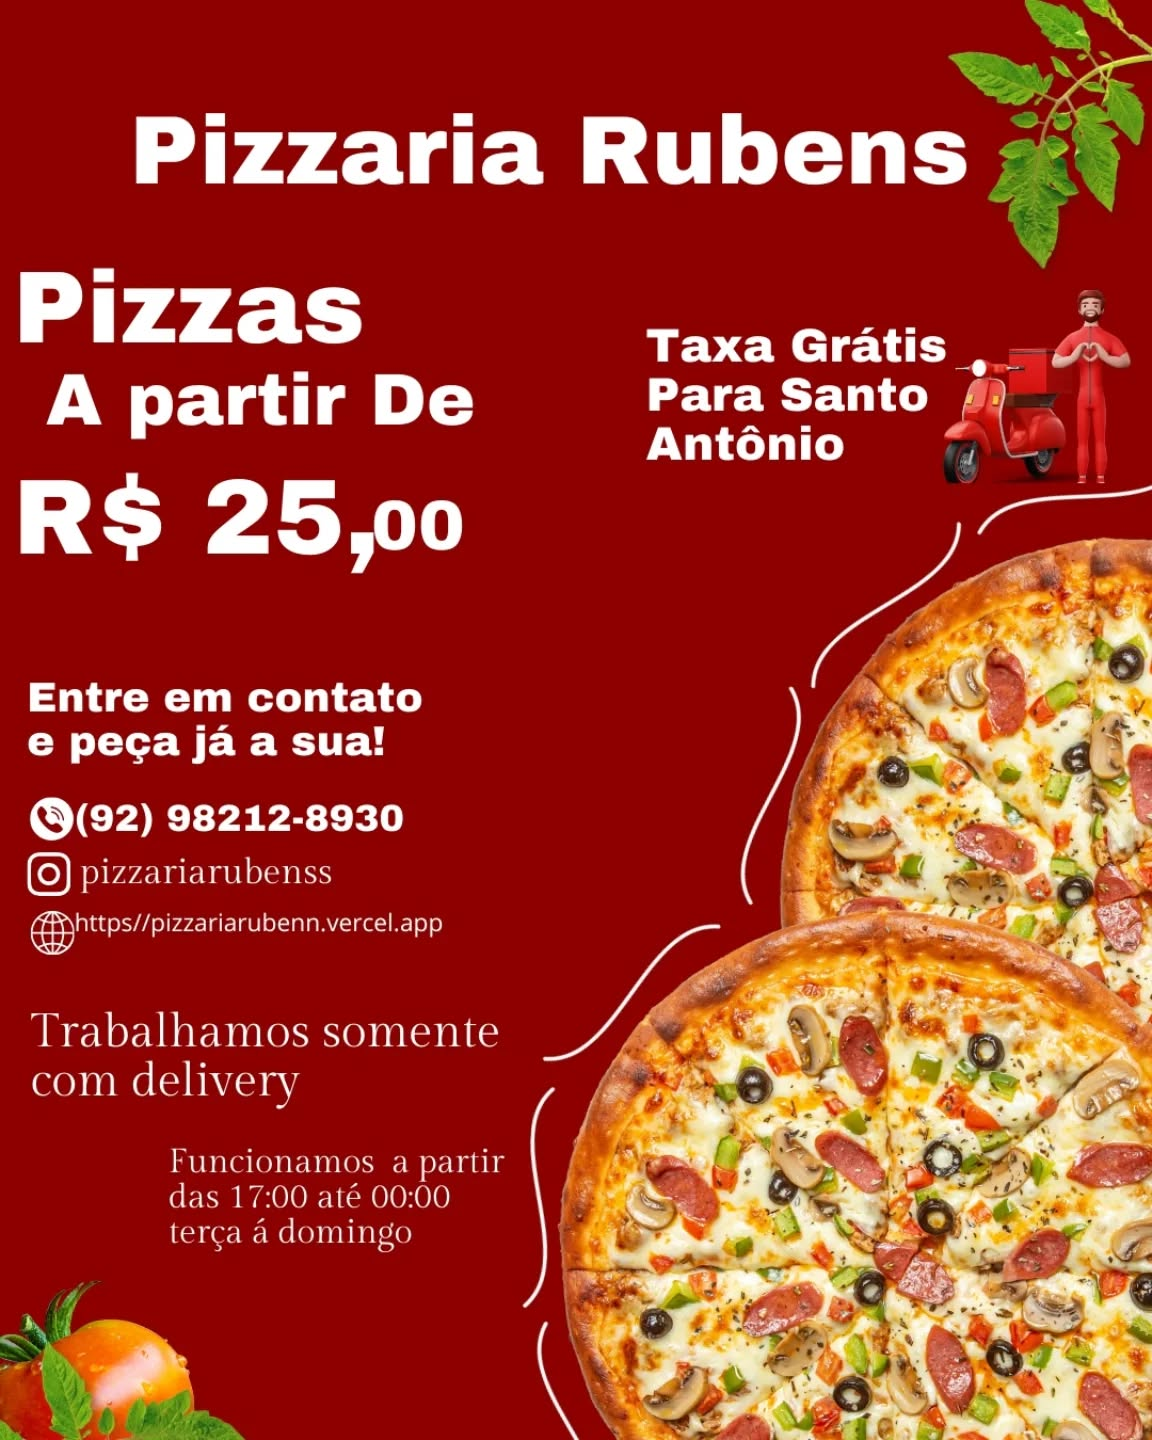 Pizzaria Rubens
Pizzas
A partir De
R$ 25,00
Taxa Grátis
Para Santo
Antônio
Entre em contato
e peça já a sua!
(92) 98212-8930
pizzariarubenss
https//pizzariarubenn.vercel.app
Trabalhamos somente
com delivery
Funcionamos  a partir
das 17:00 até 00:00
terça á domingo